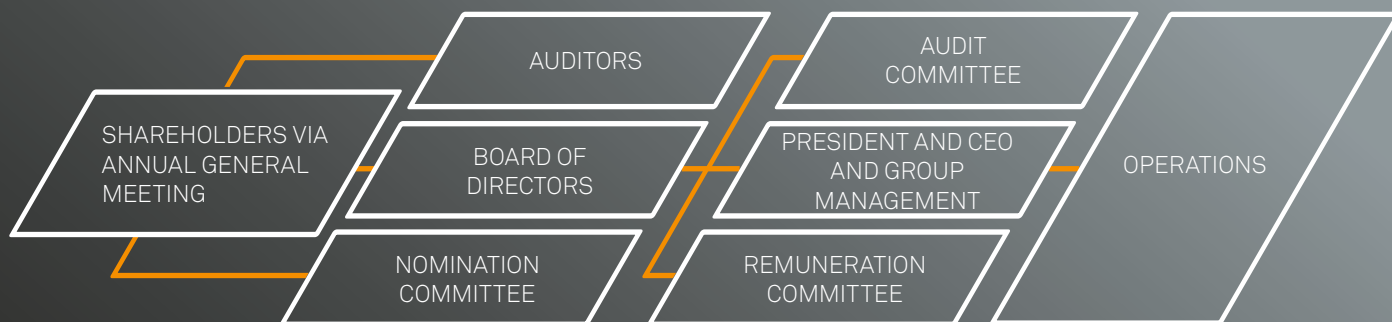 SHAREHOLDERS VIA
ANNUAL GENERAL
MEETING
AUDITORS
BOARD OF
DIRECTORS
NOMINATION
COMMITTEE
AUDIT
COMMITTEE
PRESIDENT AND CEO
AND GROUP
MANAGEMENT
REMUNERATION
COMMITTEE
OPERATIONS